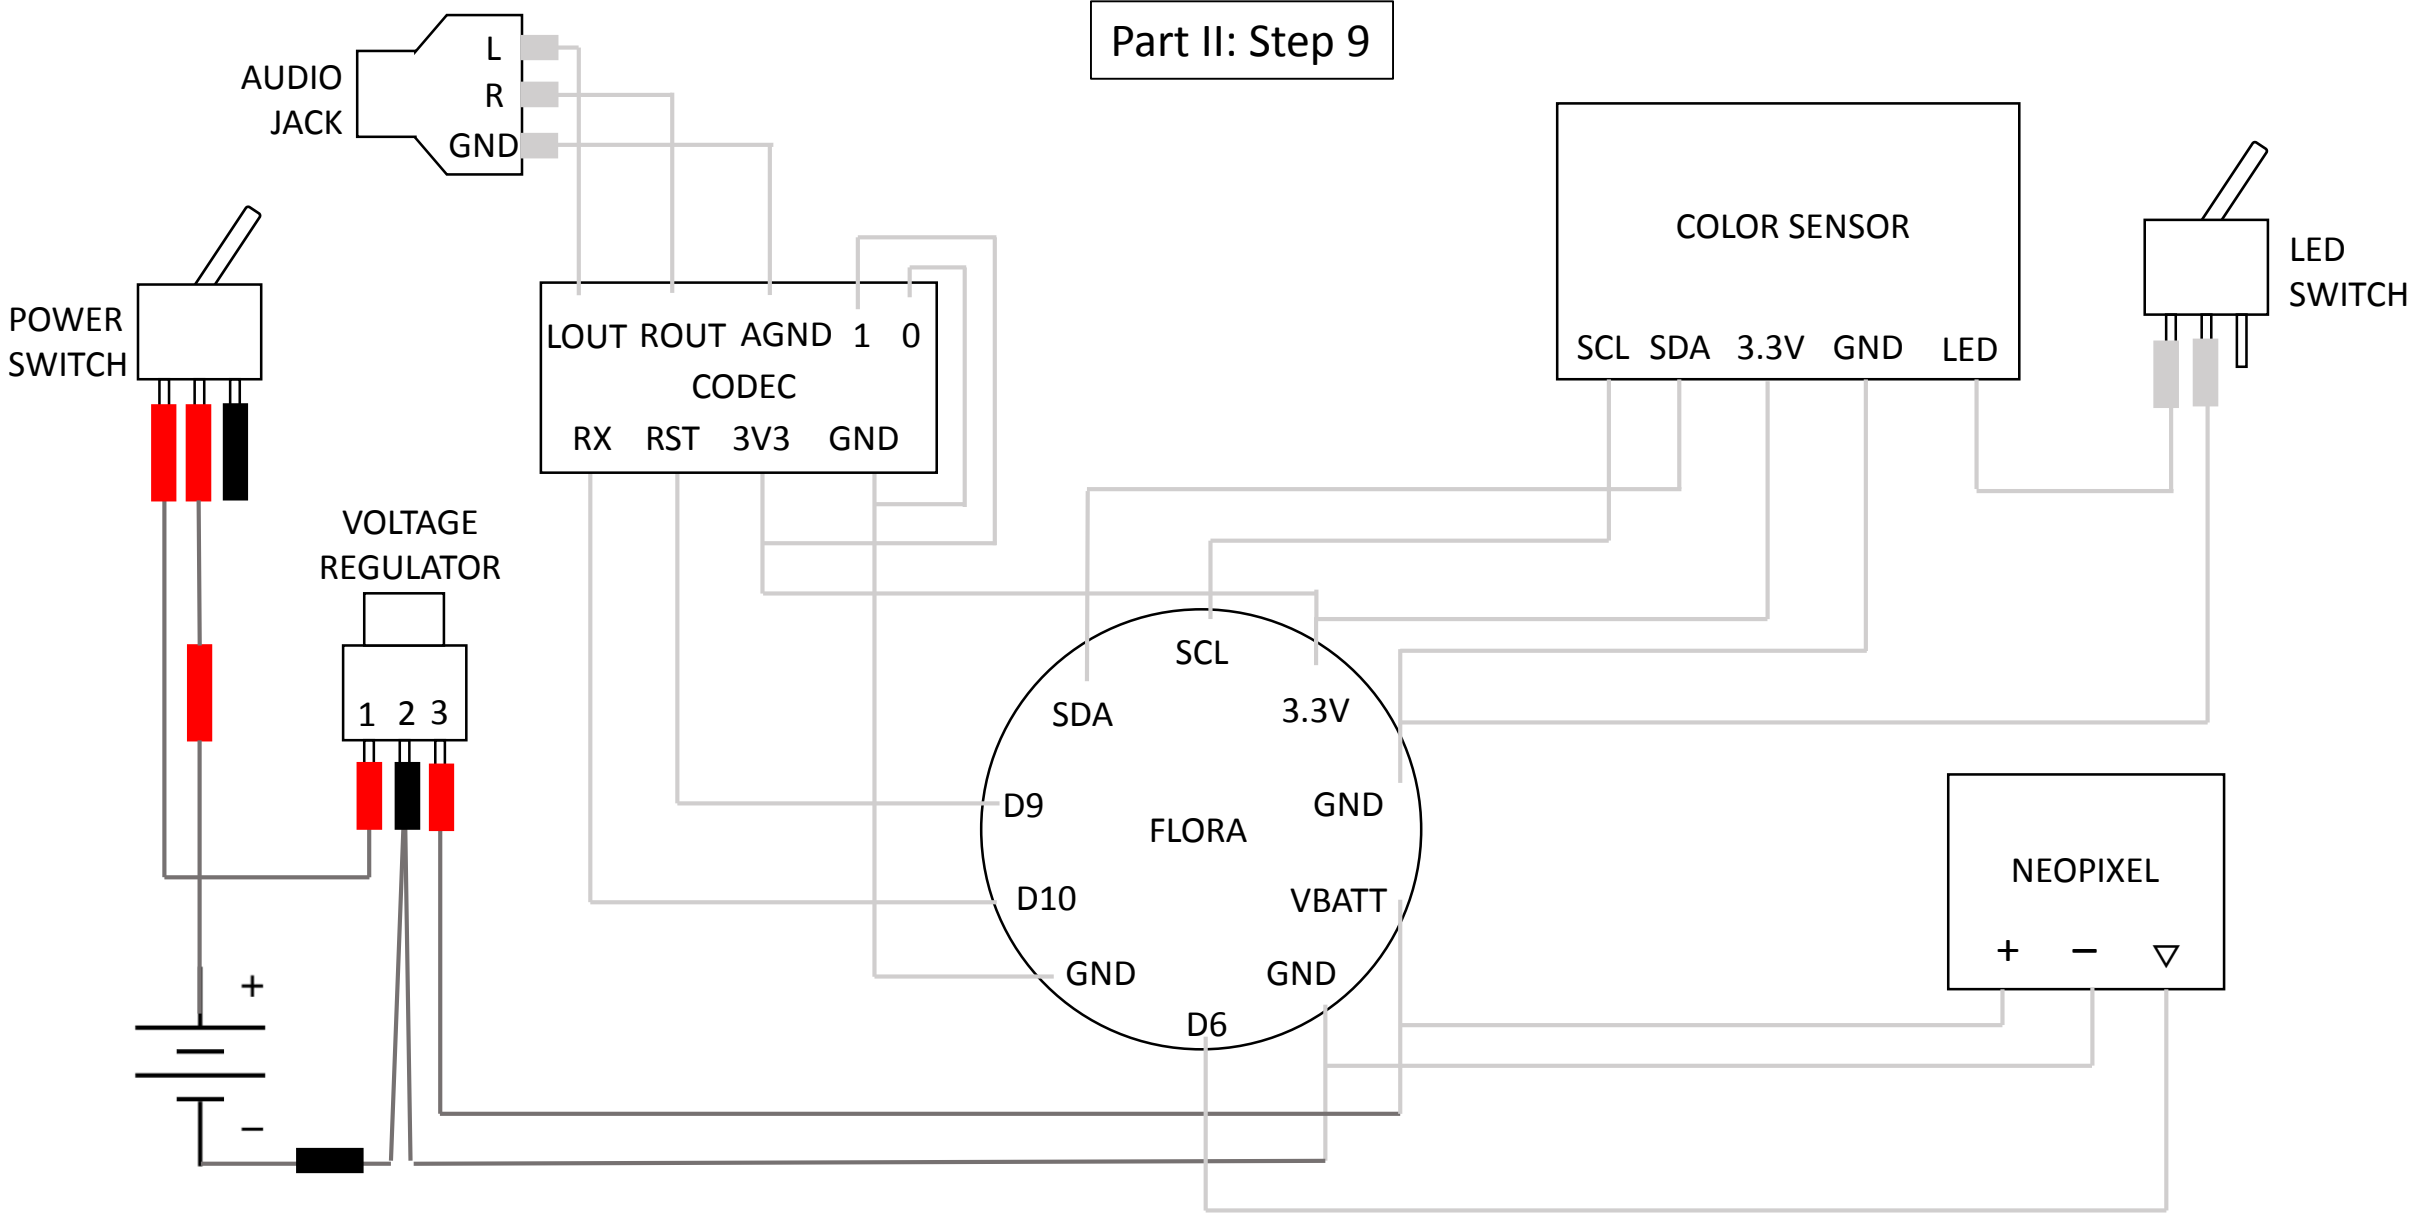 Part II: Step 9
AUDIO
JACK
L
R
GND
POWER
SWITCH
LOUT ROUT AGND 1 0
CODEC
RX RST 3V3 GND
COLOR SENSOR
SCL SDA 3.3V GND LED
LED
SWITCH
VOLTAGE
REGULATOR
1 2 3
SCL
SDA
3.3V
D9
GND
FLORA
D10
VBATT
GND
GND
D6
NEOPIXEL
+ −
+
−